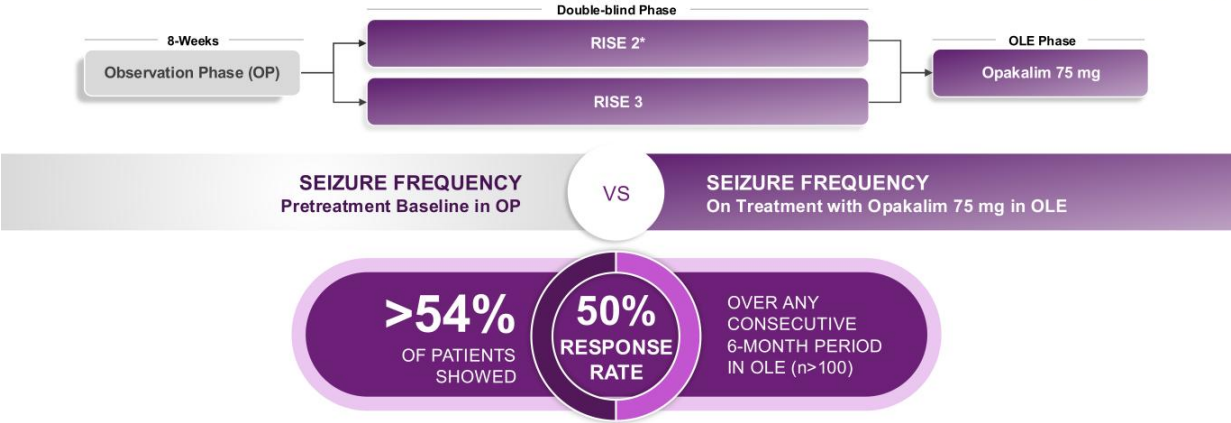 Double-blind Phase
8-Weeks
OLE Phase
Observation Phase (OP)
RISE 2*
RISE 3
Opakalim 75 mg
SEIZURE FREQUENCY
Pretreatment Baseline in OP
VS
SEIZURE FREQUENCY
On Treatment with Opakalim 75 mg in OLE
>54%
OF PATIENTS
SHOWED
50%
RESPONSE
RATE
OVER ANY
CONSECUTIVE
6-MONTH PERIOD
IN OLE (n>100)